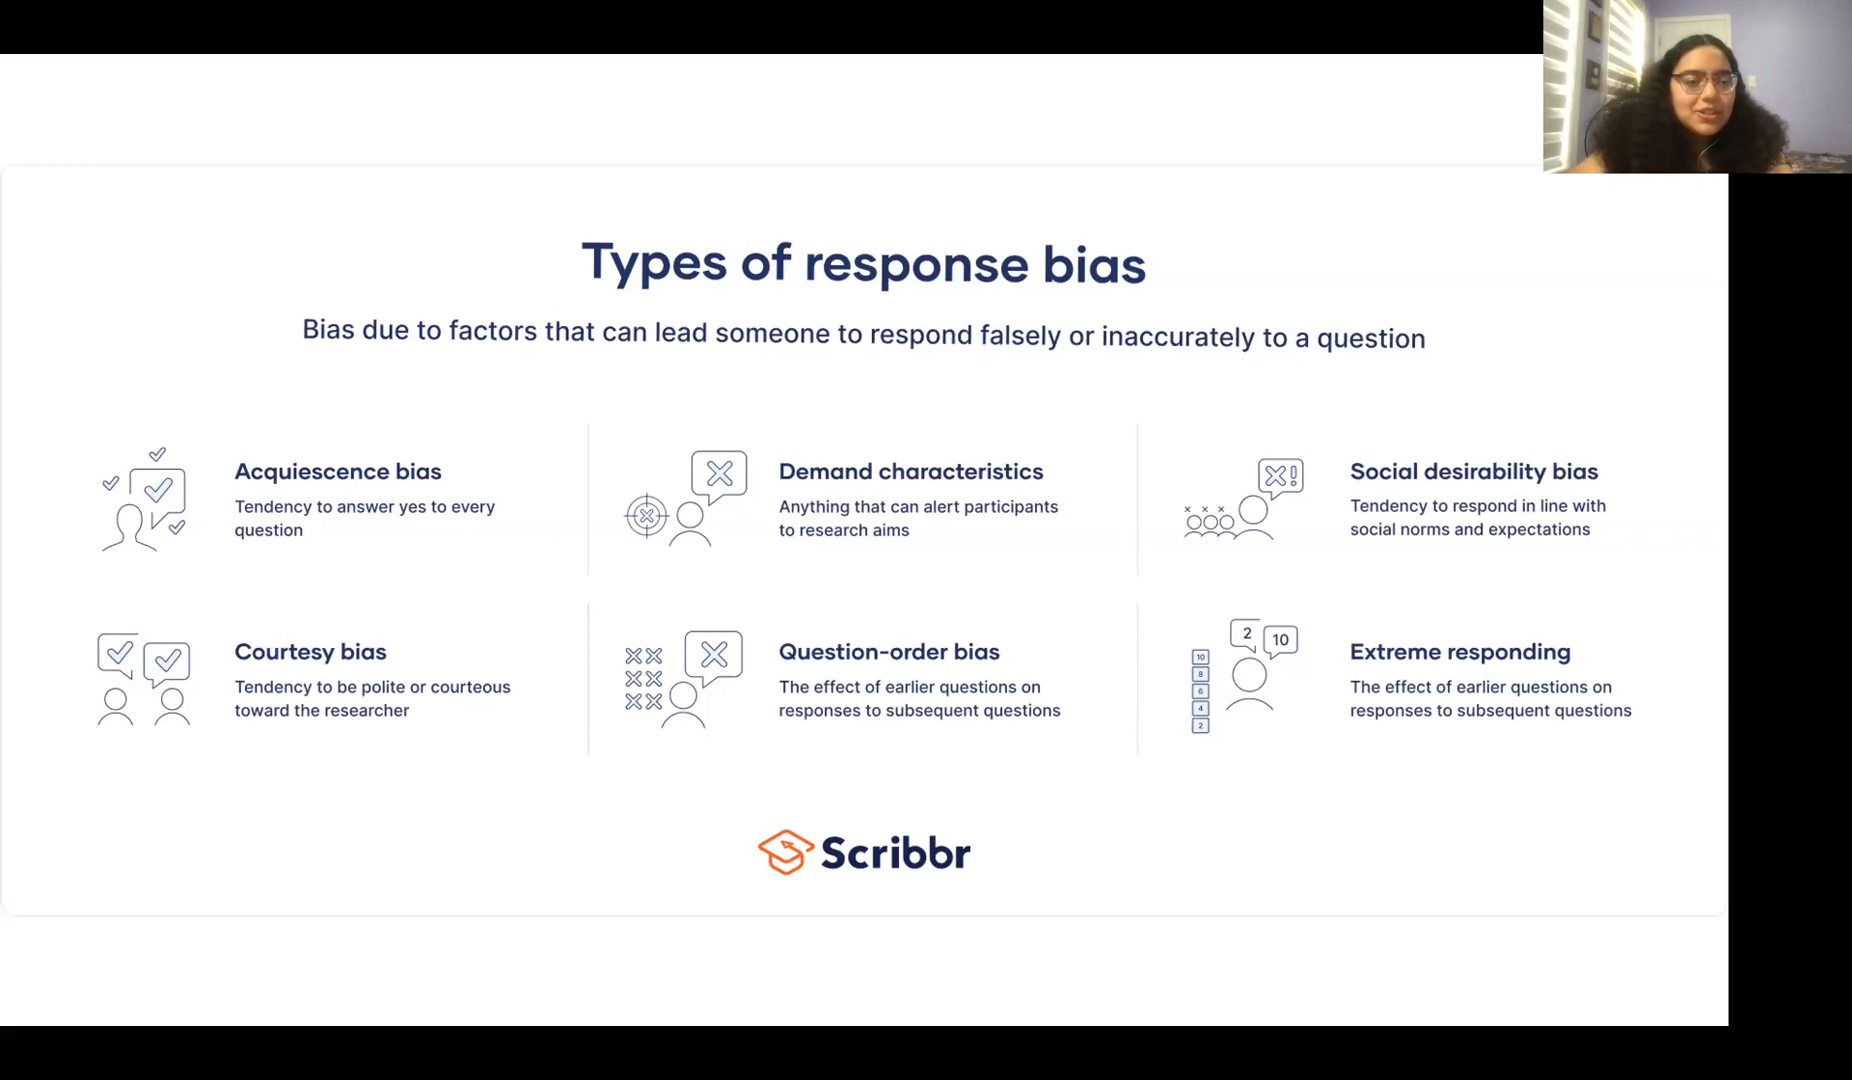 Types of response bias
Bias due to factors that can lead someone to respond falsely or inaccurately to a question
Acquiescence bias
Tendency to answer yes to every
question
Demand characteristics
Anything that can alert participants
to research aims
Social desirability bias
Tendency to respond in line with
social norms and expectations
Courtesy bias
Tendency to be polite or courteous
toward the researcher
Question-order bias
The effect of earlier questions on
responses to subsequent questions
2
10
10
8
6
4
2
Extreme responding
The effect of earlier questions on
responses to subsequent questions
Scribbr